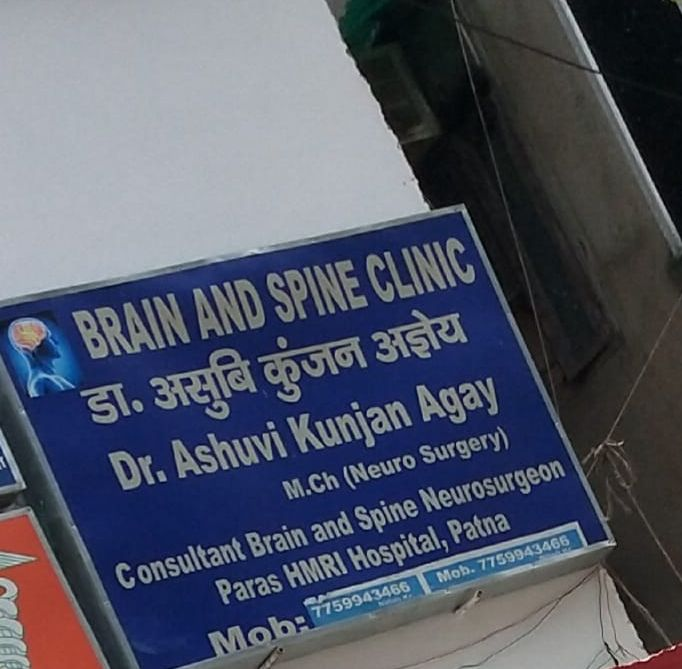 BRAIN AND SPINE CLINIC
डा. असुबि कुंजन अज्ञेय
Dr. Ashuvi Kunjan Agay
M.Ch (Neuro Surgery)
Consultant Brain and Spine Neurosurgeon
Paras HMRI Hospital, Patna
Mob: 7759943466 Mob. 7759943466